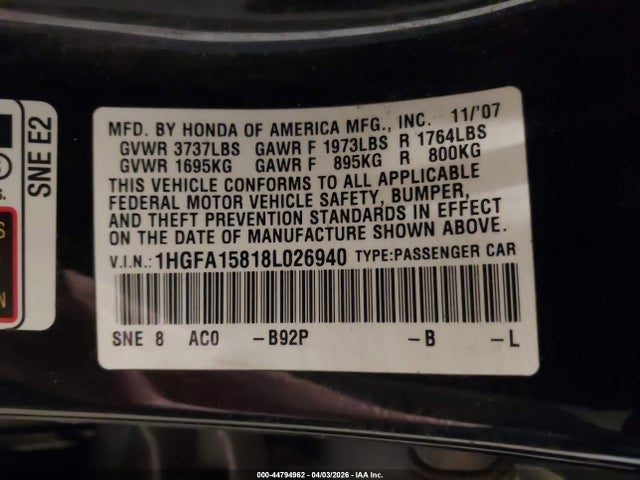 SNE E2
MFD. BY HONDA OF AMERICA MFG., INC. 11/'07
GVWR 3737LBS GAWR F 1973LBS R 1764LBS
GVWR 1695KG GAWR F 895KG R 800KG
THIS VEHICLE CONFORMS TO ALL APPLICABLE
FEDERAL MOTOR VEHICLE SAFETY, BUMPER,
AND THEFT PREVENTION STANDARDS IN EFFECT
ON THE DATE OF MANUFACTURE SHOWN ABOVE.
V.I.N.: 1HGFA15818L026940 TYPE: PASSENGER CAR
SNE 8 AC0 -B92P -B -L
000-44794962 - 04/03/2026 - IAA Inc.